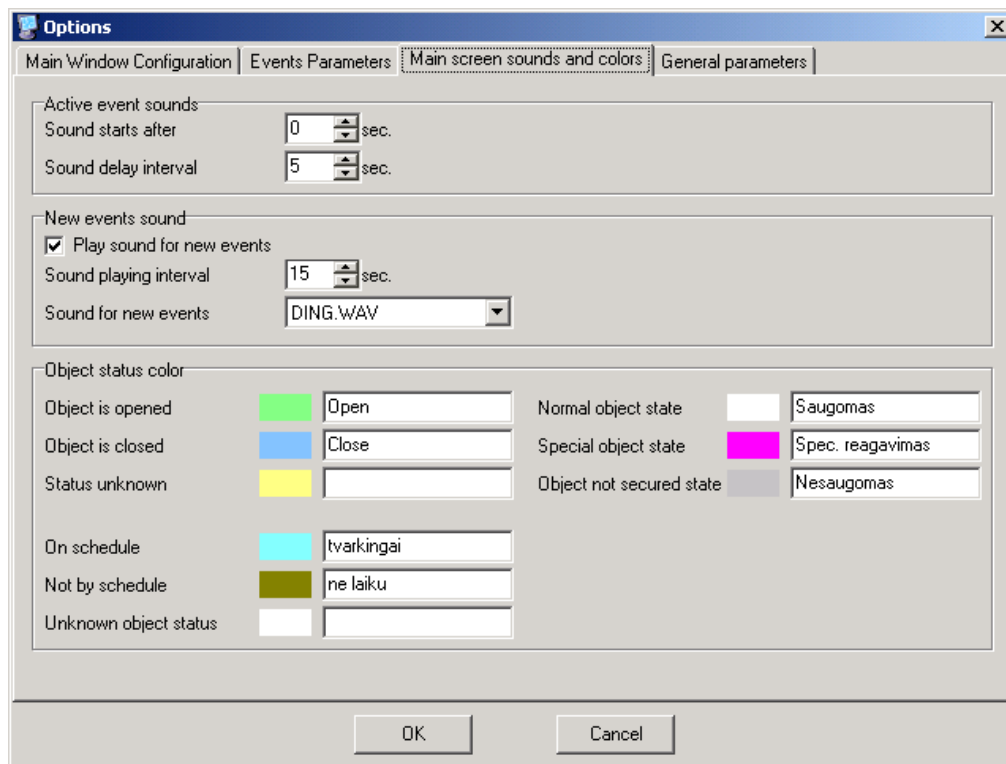 Options
Main Window Configuration Events Parameters Main screen sounds and colors General parameters
Active event sounds
Sound starts after 0 sec.
Sound delay interval 5 sec.
New events sound
Play sound for new events
Sound playing interval 15 sec.
Sound for new events DING.WAV
Object status color
Object is opened Open Normal object state Saugomas
Object is closed Close Special object state Spec. reagavimas
Status unknown Object not secured state Nesaugomas
On schedule tvarkingai
Not by schedule ne laiku
Unknown object status
OK Cancel